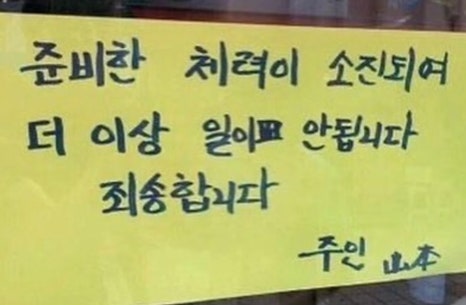 준비한 체력이 소진되여
더 이상 일이 안됩니다
죄송합니다
주인 山本